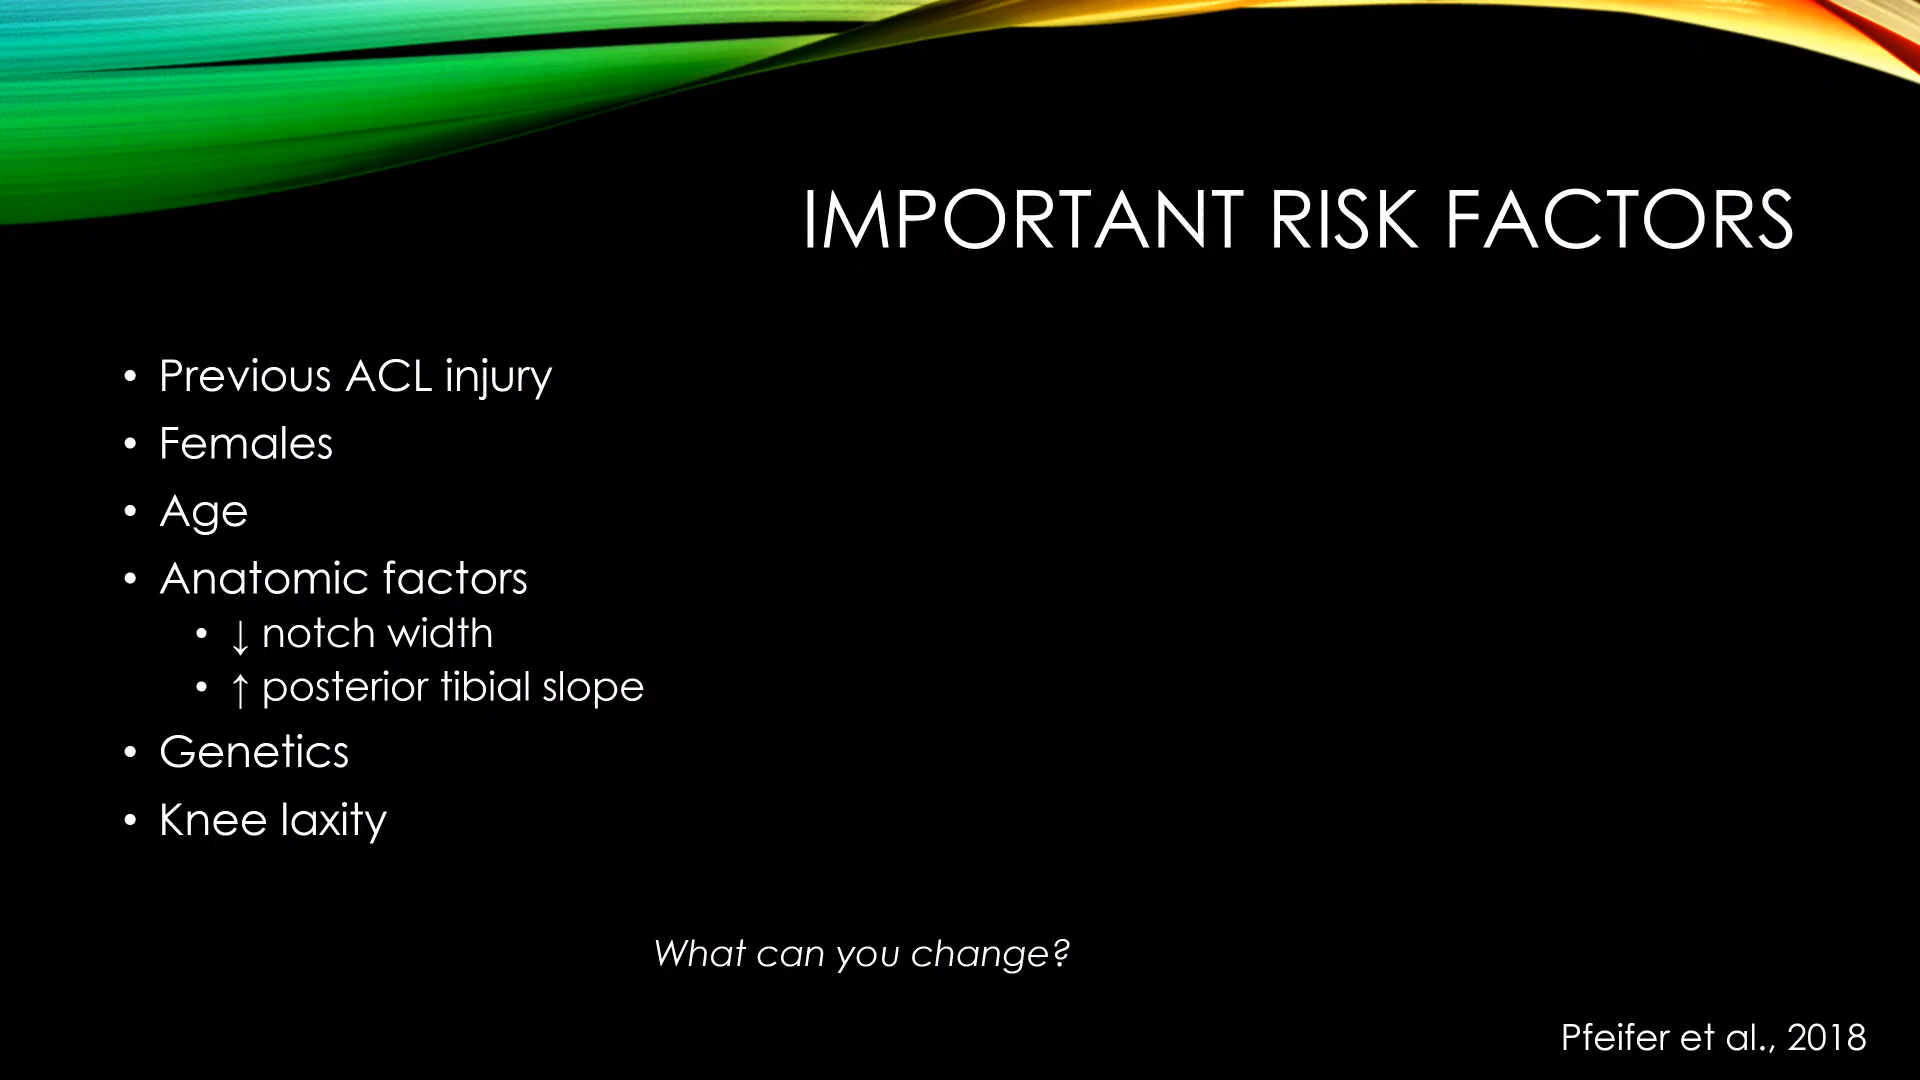 IMPORTANT RISK FACTORS
• Previous ACL injury
• Females
• Age
• Anatomic factors
• ↓ notch width
• ↑ posterior tibial slope
• Genetics
• Knee laxity
What can you change?
Pfeifer et al., 2018